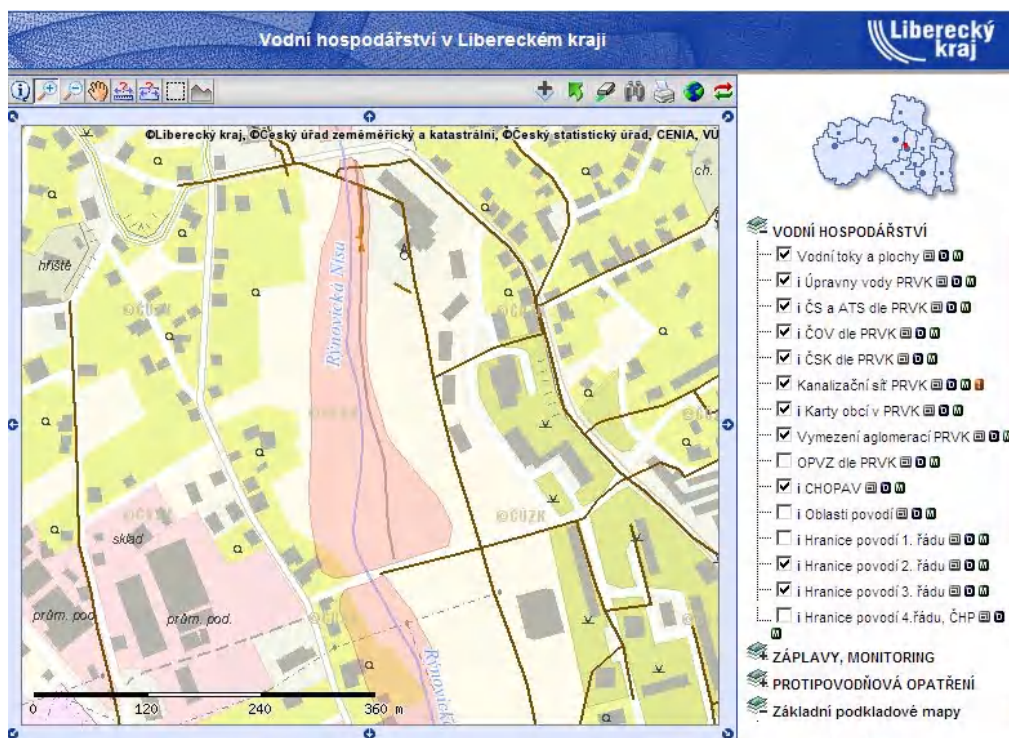 Vodní hospodářství v Libereckém kraji
Liberecký
kraj
©Liberecký kraj, ©Český úřad zeměměřický a katastrální, ©Český statistický úřad, CENIA, VÚ
ch.
hřiště
©ČÚZK
©ČÚZK
Rýnovická Nisa
©ČÚZK
©ČÚZK
©ČÚZK
©ČÚZK
sklad
prům. pod.
prům. pod.
©ČÚZK
©ČÚZK
Rýnovická
0 120 240 360 m
VODNÍ HOSPODÁŘSTVÍ
Vodní toky a plochy D M
i Úpravny vody PRVK D M
i ČS a ATS dle PRVK D M
i ČOV dle PRVK D M
i ČSK dle PRVK D M
Kanalizační síť PRVK D M
i Karty obcí v PRVK D M
Vymezení aglomerací PRVK D M
OPVZ dle PRVK D M
i CHOPAV D M
i Oblasti povodí D M
i Hranice povodí 1. řádu D M
i Hranice povodí 2. řádu D M
i Hranice povodí 3. řádu D M
i Hranice povodí 4.řádu, ČHP D
M
ZÁPLAVY, MONITORING
PROTIPOVODŇOVÁ OPATŘENÍ
Základní podkladové mapy